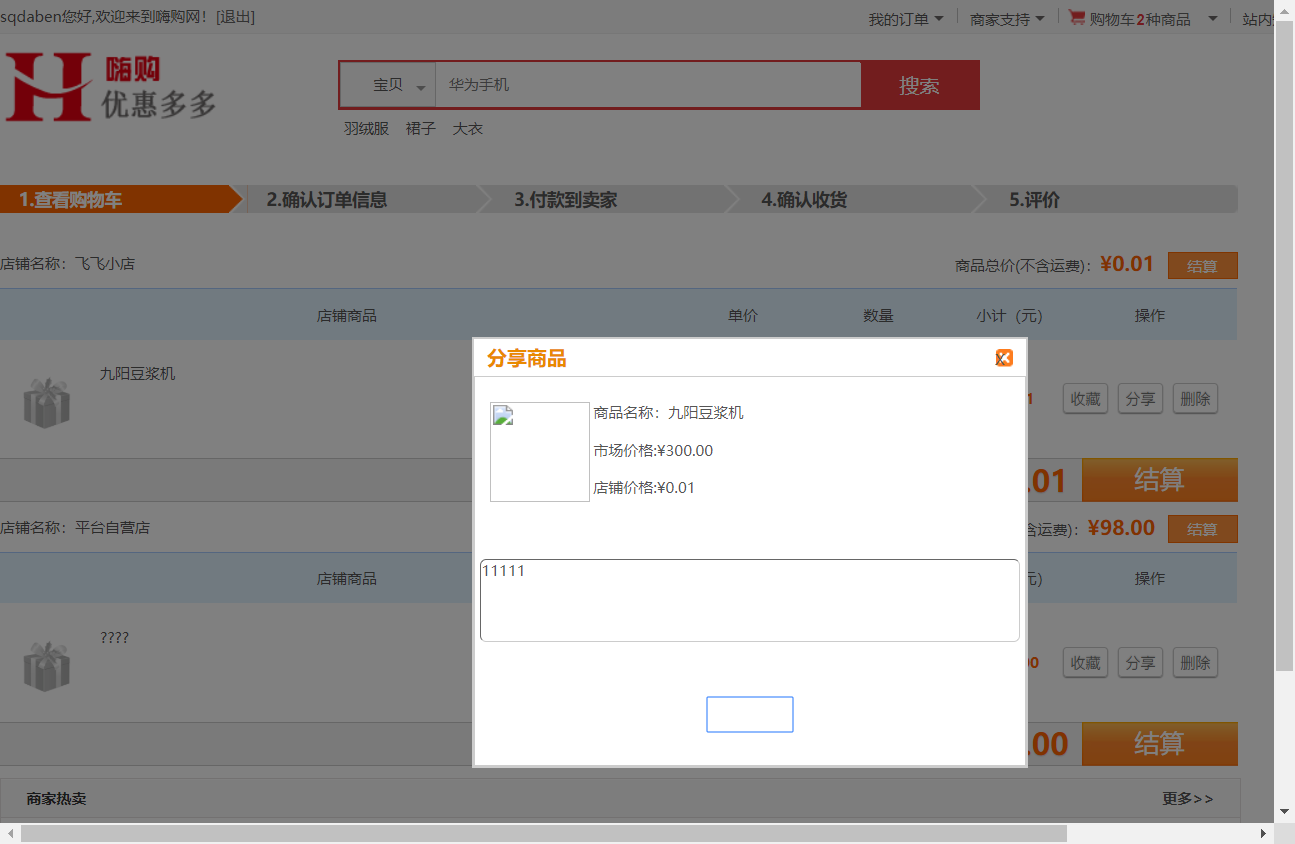 sqdaben您好,欢迎来到嗨购网！[退出]
我的订单 商家支持 购物车2种商品 站内
嗨购
优惠多多
宝贝 华为手机 搜索
羽绒服 裙子 大衣
1.查看购物车 2.确认订单信息 3.付款到卖家 4.确认收货 5.评价
店铺名称：飞飞小店 商品总价(不含运费)：¥0.01 结算
店铺商品 单价 数量 小计（元） 操作
分享商品 X
九阳豆浆机
1 收藏 分享 删除
商品名称：九阳豆浆机
市场价格:¥300.00
店铺价格:¥0.01
.01 结算
店铺名称：平台自营店 含运费)：¥98.00 结算
店铺商品 元) 操作
11111
????
00 收藏 分享 删除
.00 结算
商家热卖 更多>>